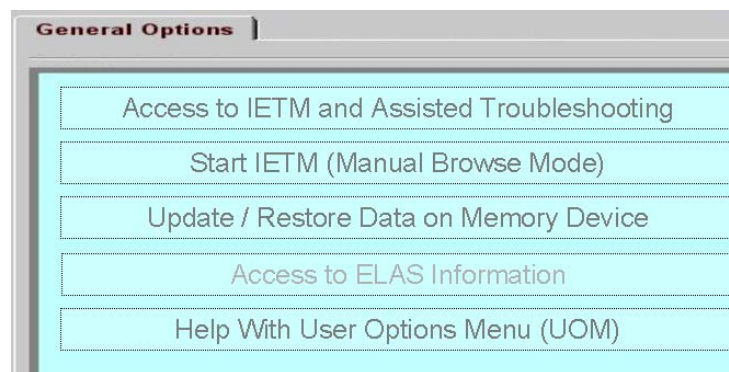 General Options
Access to IETM and Assisted Troubleshooting
Start IETM (Manual Browse Mode)
Update / Restore Data on Memory Device
Access to ELAS Information
Help With User Options Menu (UOM)